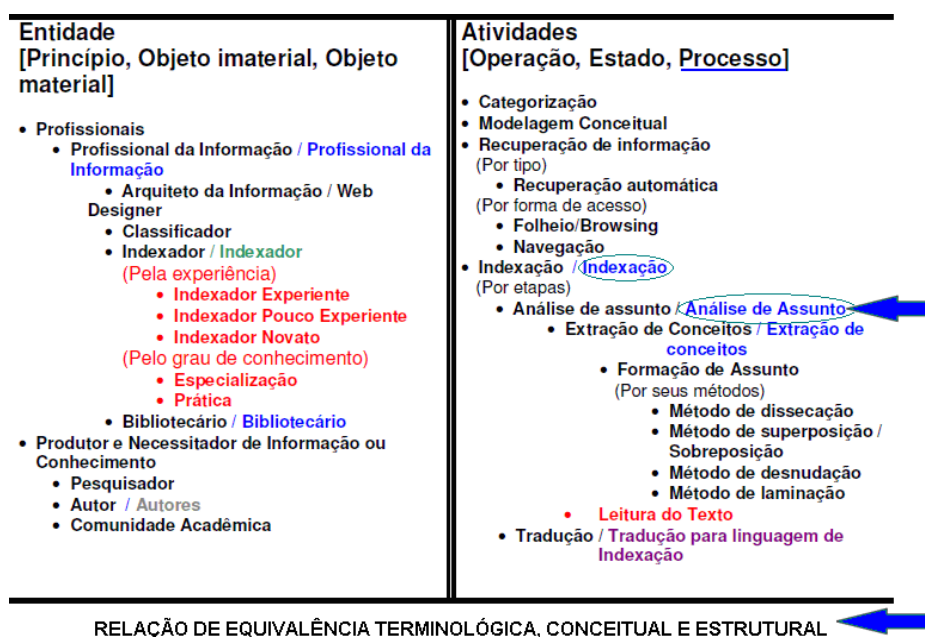 Entidade
[Princípio, Objeto imaterial, Objeto
material]
• Profissionais
• Profissional da Informação / Profissional da
Informação
• Arquiteto da Informação / Web
Designer
• Classificador
• Indexador / Indexador
(Pela experiência)
• Indexador Experiente
• Indexador Pouco Experiente
• Indexador Novato
(Pelo grau de conhecimento)
• Especialização
• Prática
• Bibliotecário / Bibliotecário
• Produtor e Necessitador de Informação ou
Conhecimento
• Pesquisador
• Autor / Autores
• Comunidade Acadêmica
Atividades
[Operação, Estado, Processo]
• Categorização
• Modelagem Conceitual
• Recuperação de informação
(Por tipo)
• Recuperação automática
(Por forma de acesso)
• Folheio/Browsing
• Navegação
• Indexação / Indexação
(Por etapas)
• Análise de assunto / Análise de Assunto
• Extração de Conceitos / Extração de
conceitos
• Formação de Assunto
(Por seus métodos)
• Método de dissecação
• Método de superposição /
Sobreposição
• Método de desnudação
• Método de laminação
• Leitura do Texto
• Tradução / Tradução para linguagem de
Indexação
RELAÇÃO DE EQUIVALÊNCIA TERMINOLÓGICA, CONCEITUAL E ESTRUTURAL